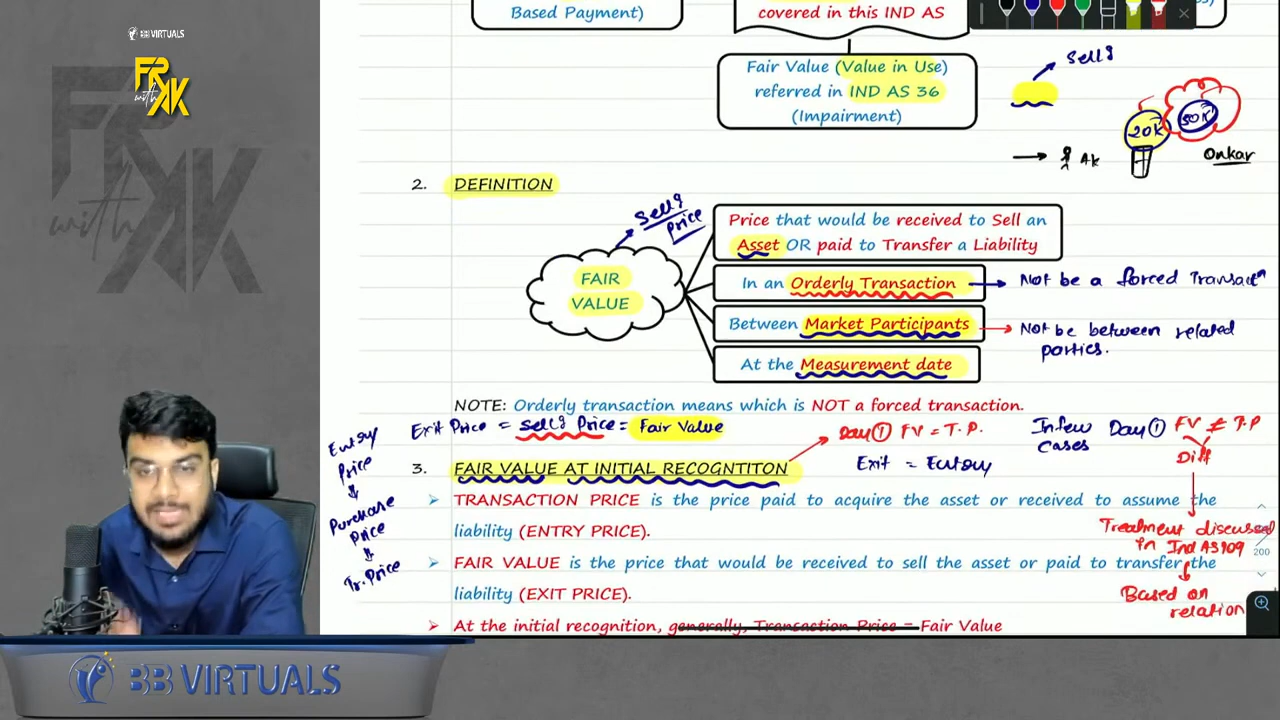 BB VIRTUALS
FR
with
AK
FR
with
AK
Based Payment)
covered in this IND AS
Fair Value (Value in Use)
referred in IND AS 36
(Impairment)
Sell?
20K
50K
Onkar
AK
2. DEFINITION
Sell?
Price
FAIR
VALUE
Price that would be received to Sell an
Asset OR paid to Transfer a Liability
In an Orderly Transaction
Not be a forced Transactn
Between Market Participants
Not be between related
parties.
At the Measurement date
NOTE: Orderly transaction means which is NOT a forced transaction.
Exit Price = Sell? Price = Fair Value
Day ① FV = T.P.
Exit = Entry
In few
Cases
Day ① FV ≠ T.P
Diff
Treatment discussed
in Ind AS 109
Based on
relation
Entry
Price
Purchase
Price
Tr. Price
3. FAIR VALUE AT INITIAL RECOGNTITON
➢ TRANSACTION PRICE is the price paid to acquire the asset or received to assume the
liability (ENTRY PRICE).
➢ FAIR VALUE is the price that would be received to sell the asset or paid to transfer the
liability (EXIT PRICE).
➢ At the initial recognition, generally, Transaction Price = Fair Value
200
BB VIRTUALS